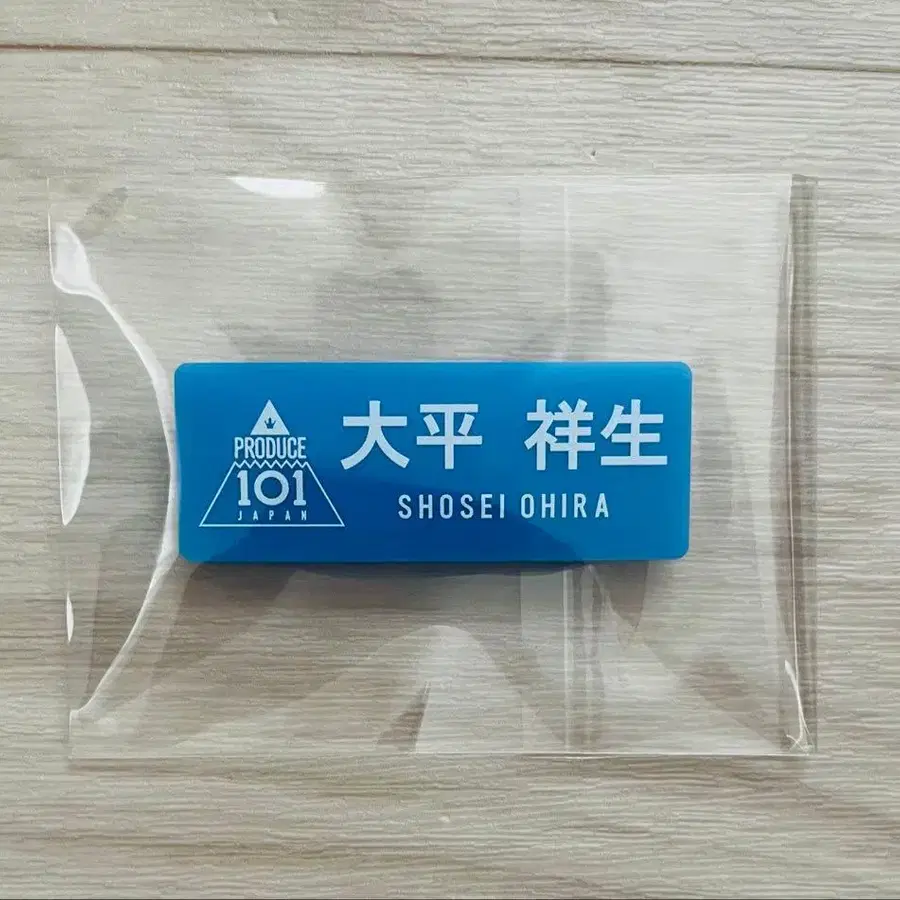 PRODUCE
101
JAPAN
大平 祥生
SHOSEI OHIRA